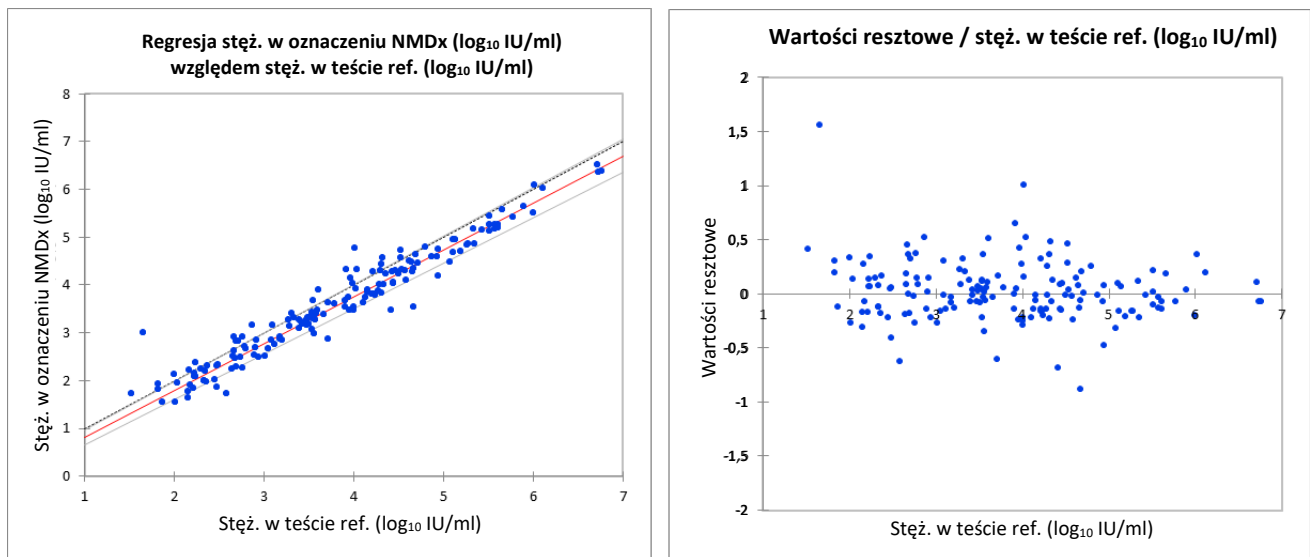 Regresja stęż. w oznaczeniu NMDx (log₁₀ IU/ml)
względem stęż. w teście ref. (log₁₀ IU/ml)
Stęż. w oznaczeniu NMDx (log₁₀ IU/ml)
8
7
6
5
4
3
2
1
0
1 2 3 4 5 6 7
Stęż. w teście ref. (log₁₀ IU/ml)
Wartości resztowe / stęż. w teście ref. (log₁₀ IU/ml)
Wartości resztowe
2
1,5
1
0,5
0
-0,5
-1
-1,5
-2
1 2 3 4 5 6 7
Stęż. w teście ref. (log₁₀ IU/ml)